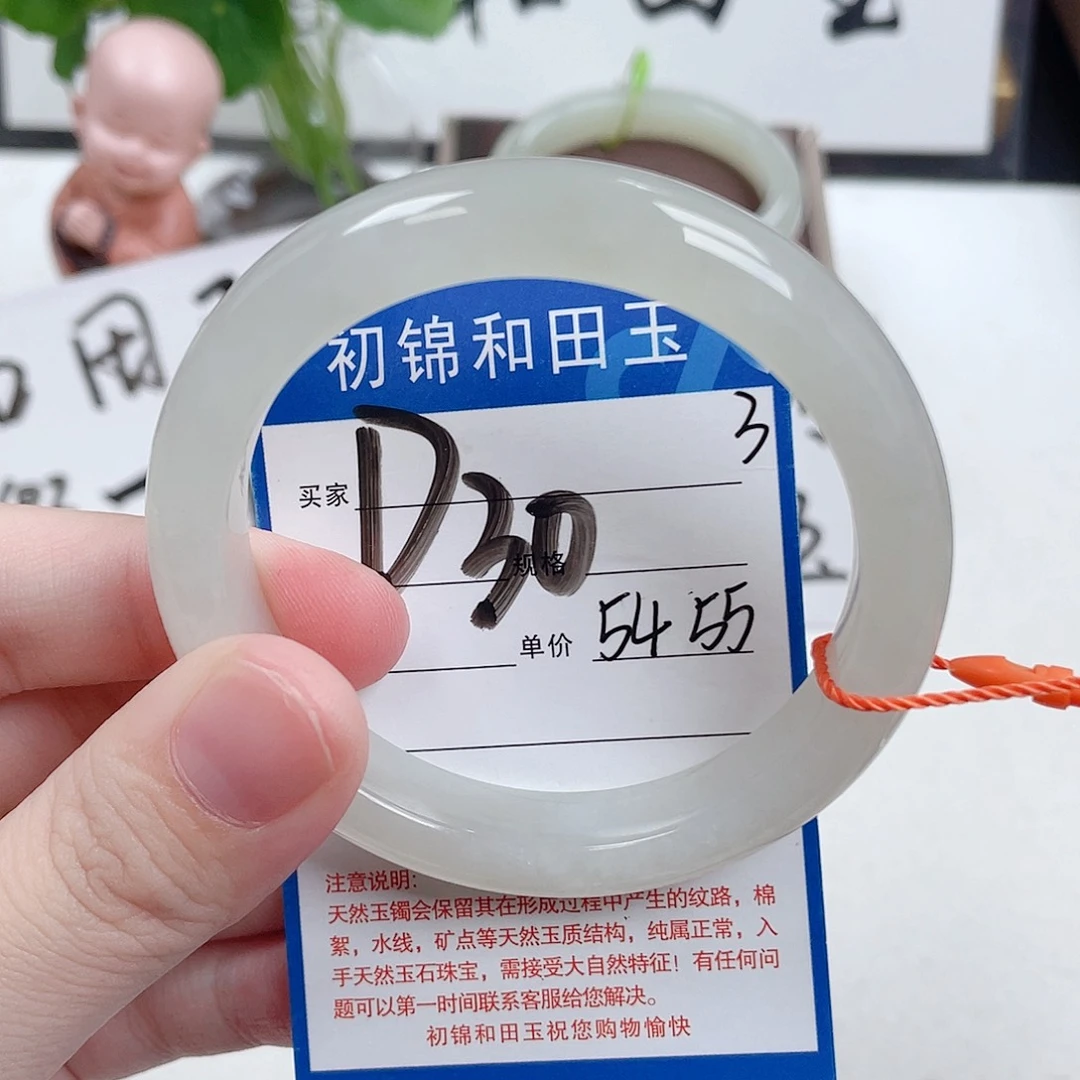 和田玉
田
初锦和田玉
3
买家
D30
规格
单价 54 55
注意说明:
天然玉镯会保留其在形成过程中产生的纹路，棉
絮，水线，矿点等天然玉质结构，纯属正常，入
手天然玉石珠宝，需接受大自然特征！有任何问
题可以第一时间联系客服给您解决。
初锦和田玉祝您购物愉快